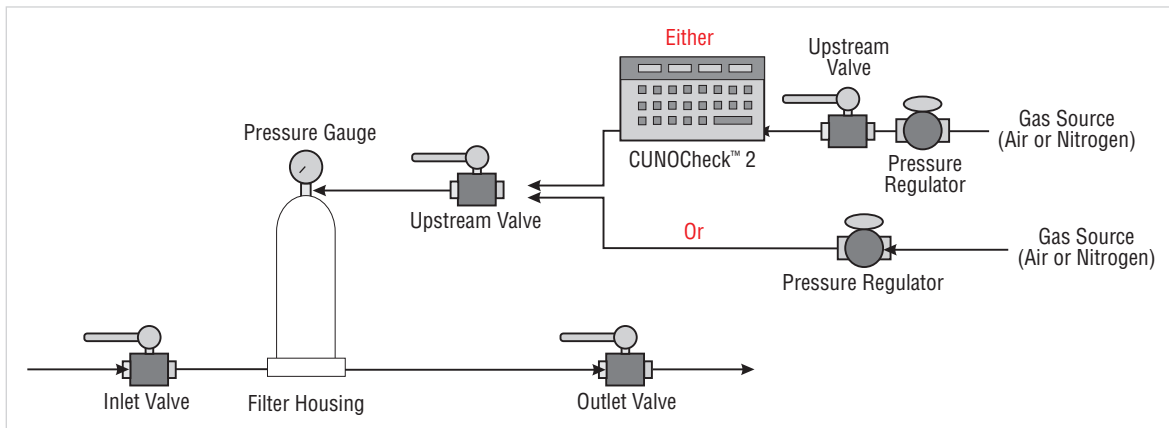 Either
Upstream
Valve
Gas Source
(Air or Nitrogen)
Pressure Gauge
CUNOCheck™ 2
Pressure
Regulator
Upstream Valve
Or
Gas Source
(Air or Nitrogen)
Pressure Regulator
Inlet Valve
Filter Housing
Outlet Valve